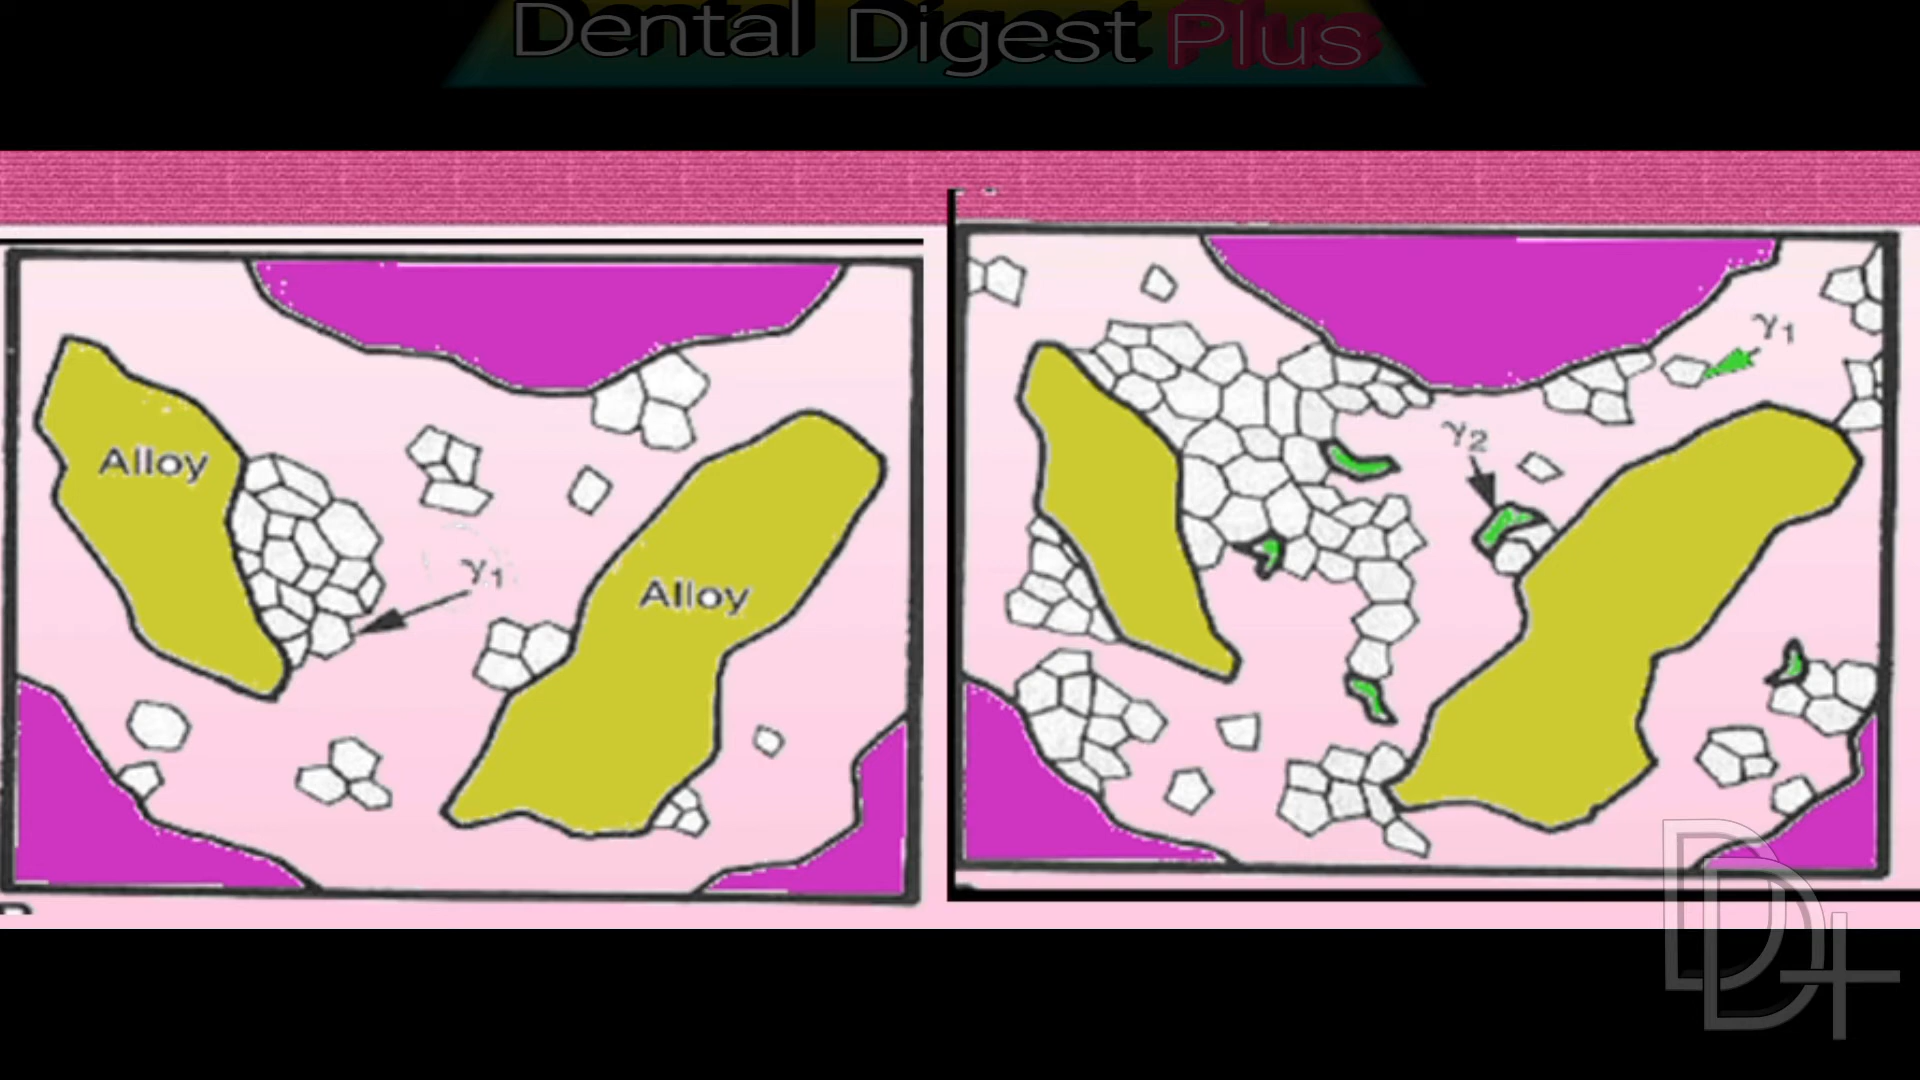 Dental Digest Plus
Alloy
γ1
Alloy
γ1
γ2
DD+